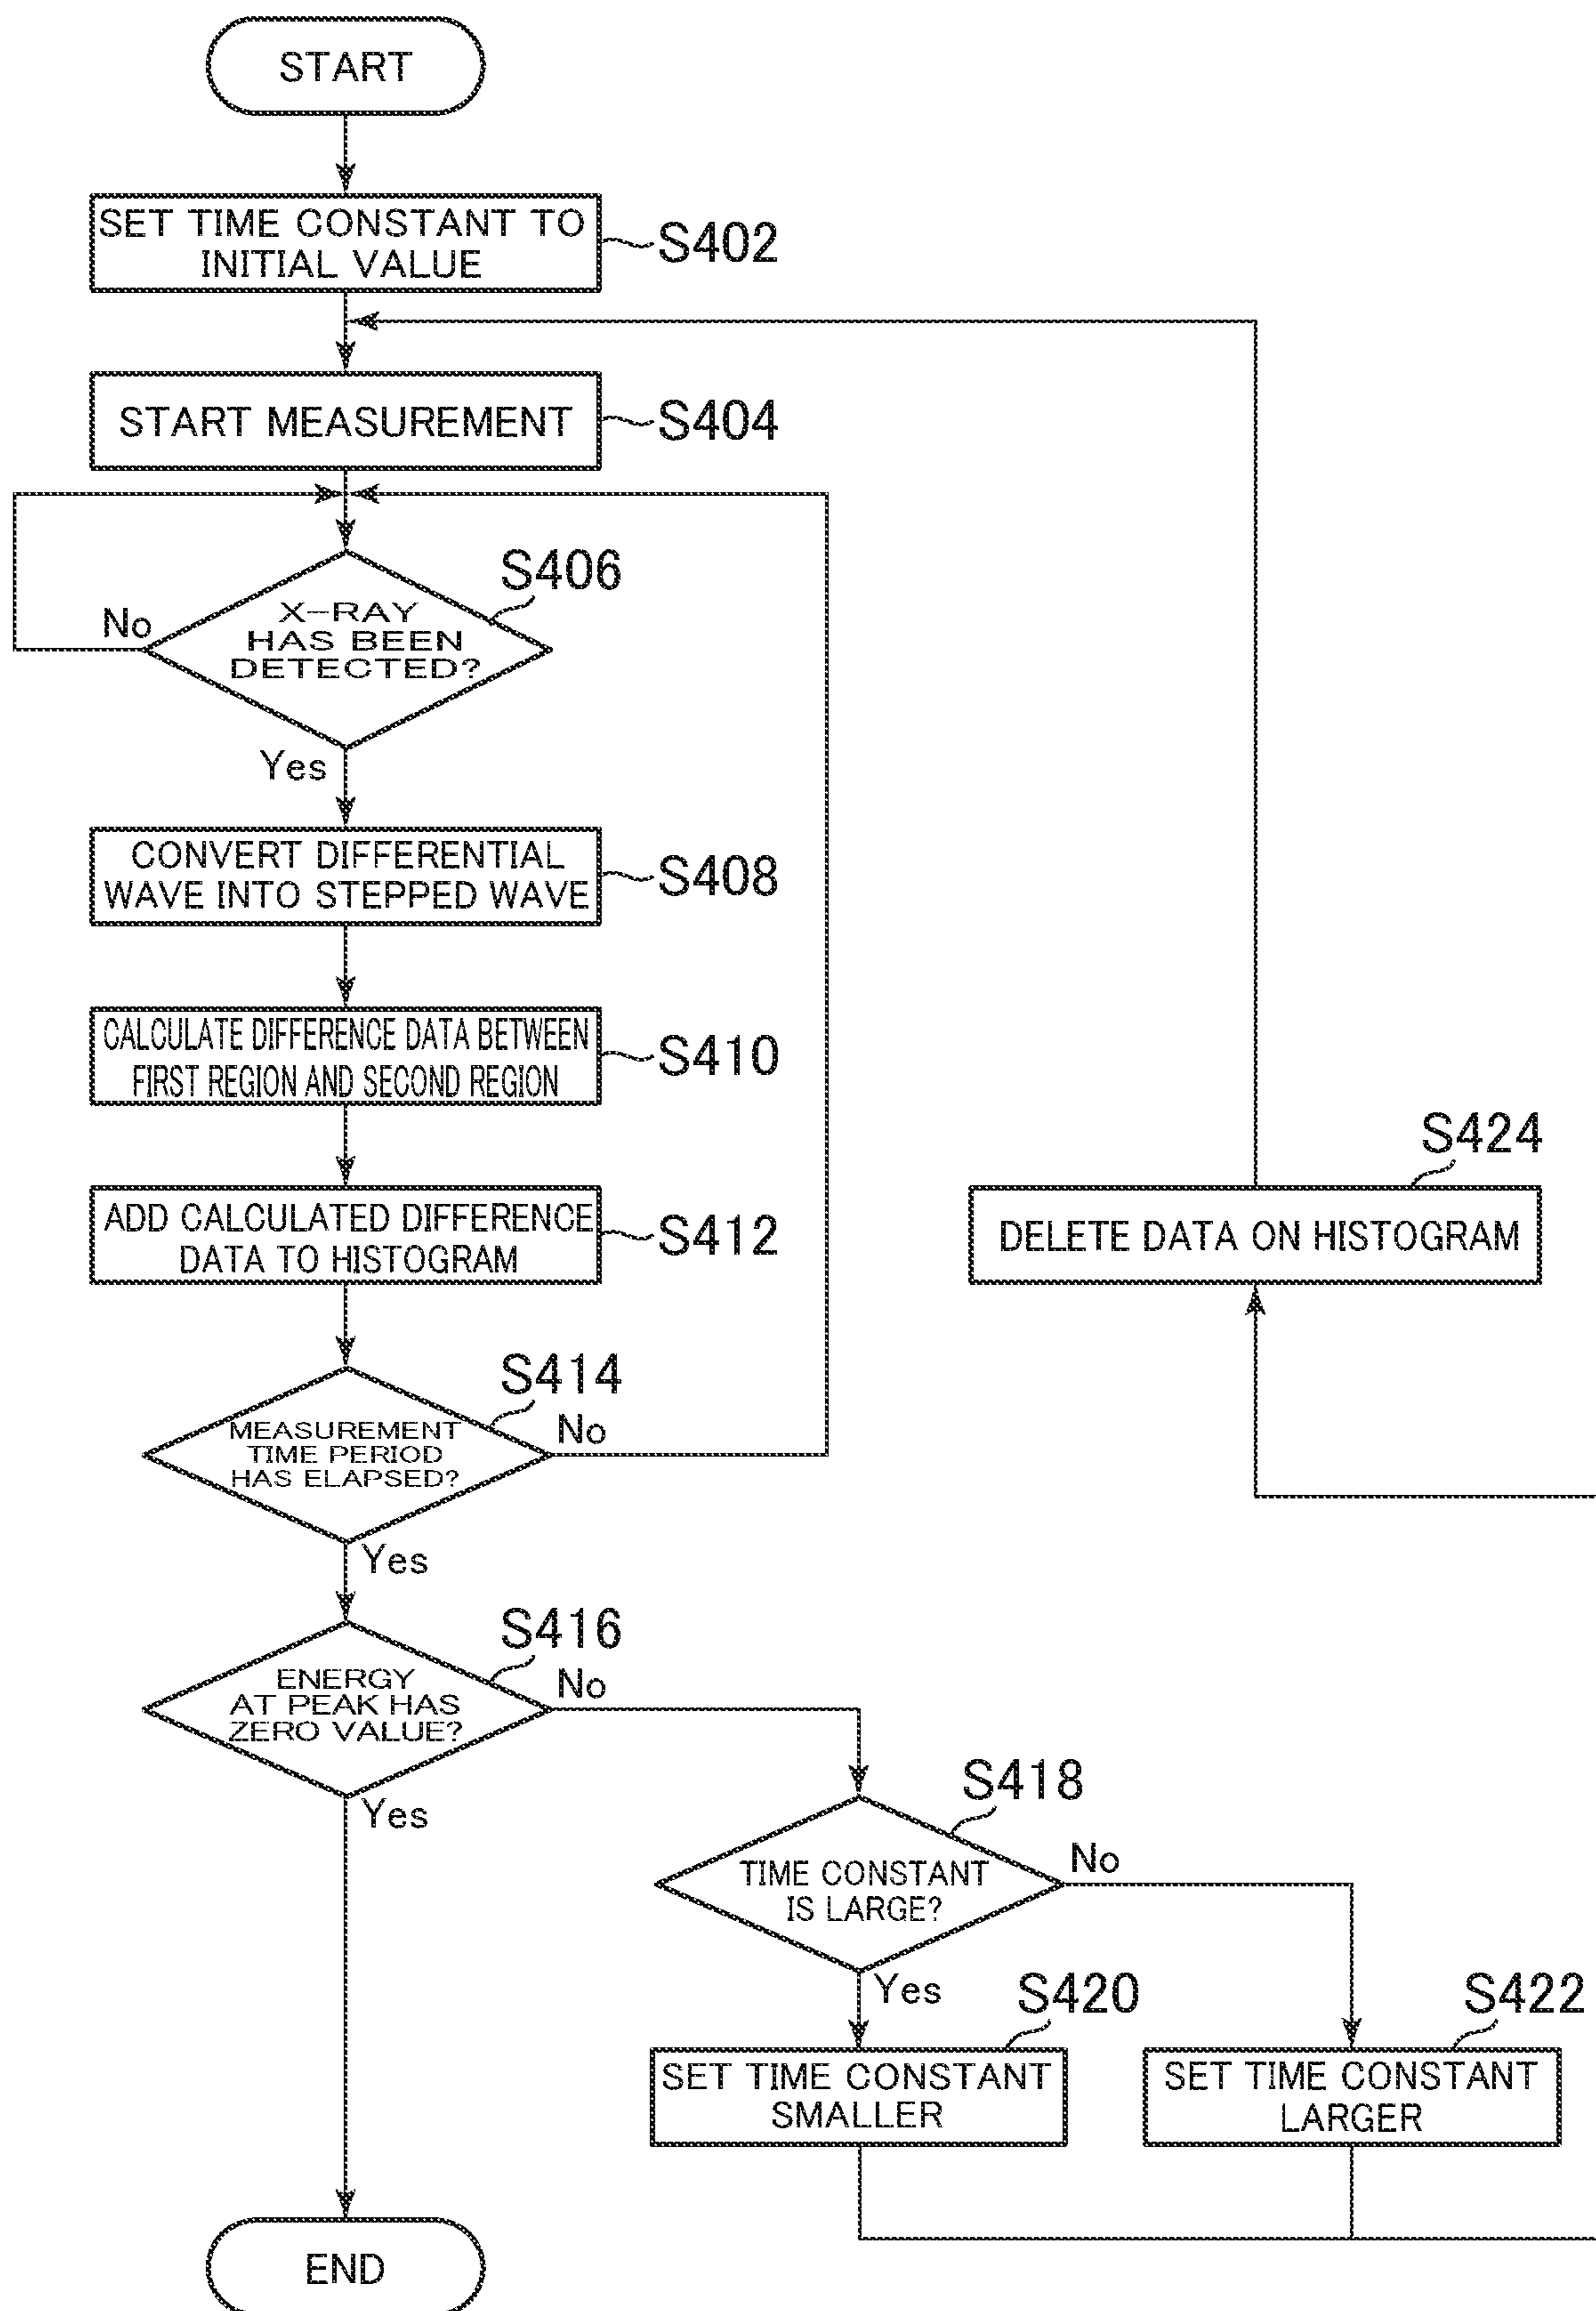 START
SET TIME CONSTANT TO
INITIAL VALUE
S402
START MEASUREMENT
S404
S406
X-RAY
HAS BEEN
DETECTED?
No
Yes
CONVERT DIFFERENTIAL
WAVE INTO STEPPED WAVE
S408
CALCULATE DIFFERENCE DATA BETWEEN
FIRST REGION AND SECOND REGION
S410
ADD CALCULATED DIFFERENCE
DATA TO HISTOGRAM
S412
S424
DELETE DATA ON HISTOGRAM
S414
MEASUREMENT
TIME PERIOD
HAS ELAPSED?
No
Yes
S416
ENERGY
AT PEAK HAS
ZERO VALUE?
No
Yes
S418
TIME CONSTANT
IS LARGE?
No
Yes
S420
SET TIME CONSTANT
SMALLER
S422
SET TIME CONSTANT
LARGER
END